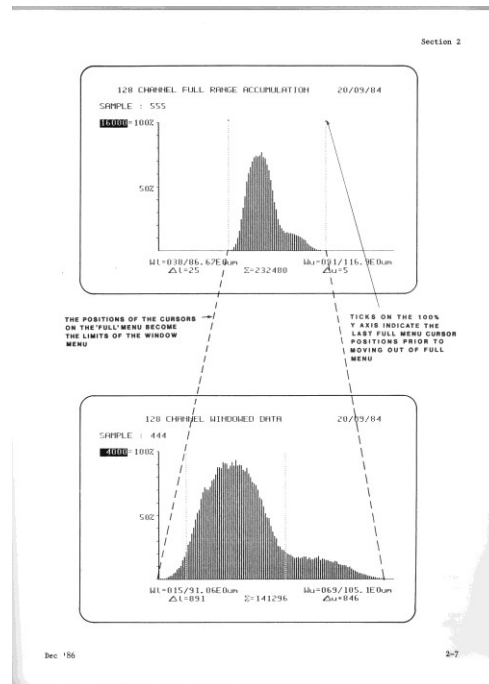 Section 2
128 CHANNEL FULL RANGE ACCUMULATION 20/09/84
SAMPLE : 555
16000=100%
50%
Wl=038/86.67E0um Wu=091/116.9E0um
△l=25 Σ=232480 △u=5
THE POSITIONS OF THE CURSORS
ON THE 'FULL' MENU BECOME
THE LIMITS OF THE WINDOW
MENU
TICKS ON THE 100%
Y AXIS INDICATE THE
LAST FULL MENU CURSOR
POSITIONS PRIOR TO
MOVING OUT OF FULL
MENU
128 CHANNEL WINDOWED DATA 20/09/84
SAMPLE : 444
4000=100%
50%
Wl=015/91.06E0um Wu=069/105.1E0um
△l=891 Σ=141296 △u=846
Dec '86
2-7